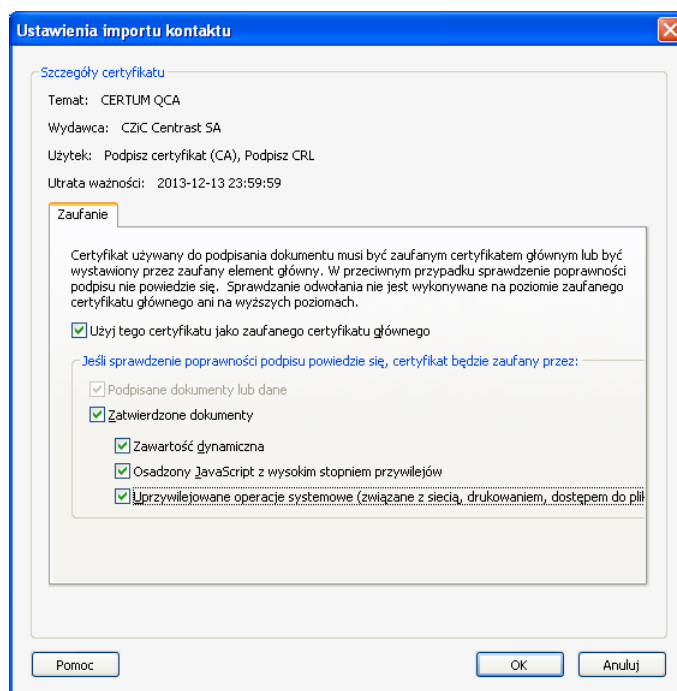 Ustawienia importu kontaktu
Szczegóły certyfikatu
Temat: CERTUM QCA
Wydawca: CZiC Centrast SA
Użytek: Podpisz certyfikat (CA), Podpisz CRL
Utrata ważności: 2013-12-13 23:59:59
Zaufanie
Certyfikat używany do podpisania dokumentu musi być zaufanym certyfikatem głównym lub być
wystawiony przez zaufany element główny. W przeciwnym przypadku sprawdzenie poprawności
podpisu nie powiedzie się. Sprawdzanie odwołania nie jest wykonywane na poziomie zaufanego
certyfikatu głównego ani na wyższych poziomach.
Użyj tego certyfikatu jako zaufanego certyfikatu głównego
Jeśli sprawdzenie poprawności podpisu powiedzie się, certyfikat będzie zaufany przez:
Podpisane dokumenty lub dane
Zatwierdzone dokumenty
Zawartość dynamiczna
Osadzony JavaScript z wysokim stopniem przywilejów
Uprzywilejowane operacje systemowe (związane z siecią, drukowaniem, dostępem do plik
Pomoc
OK
Anuluj